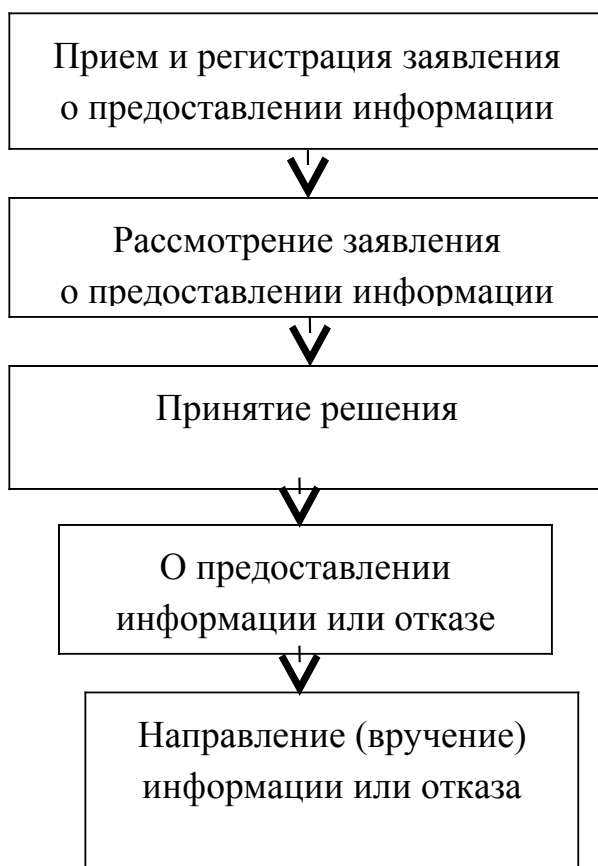 Прием и регистрация заявления
о предоставлении информации
Рассмотрение заявления
о предоставлении информации
Принятие решения
О предоставлении
информации или отказе
Направление (вручение)
информации или отказа